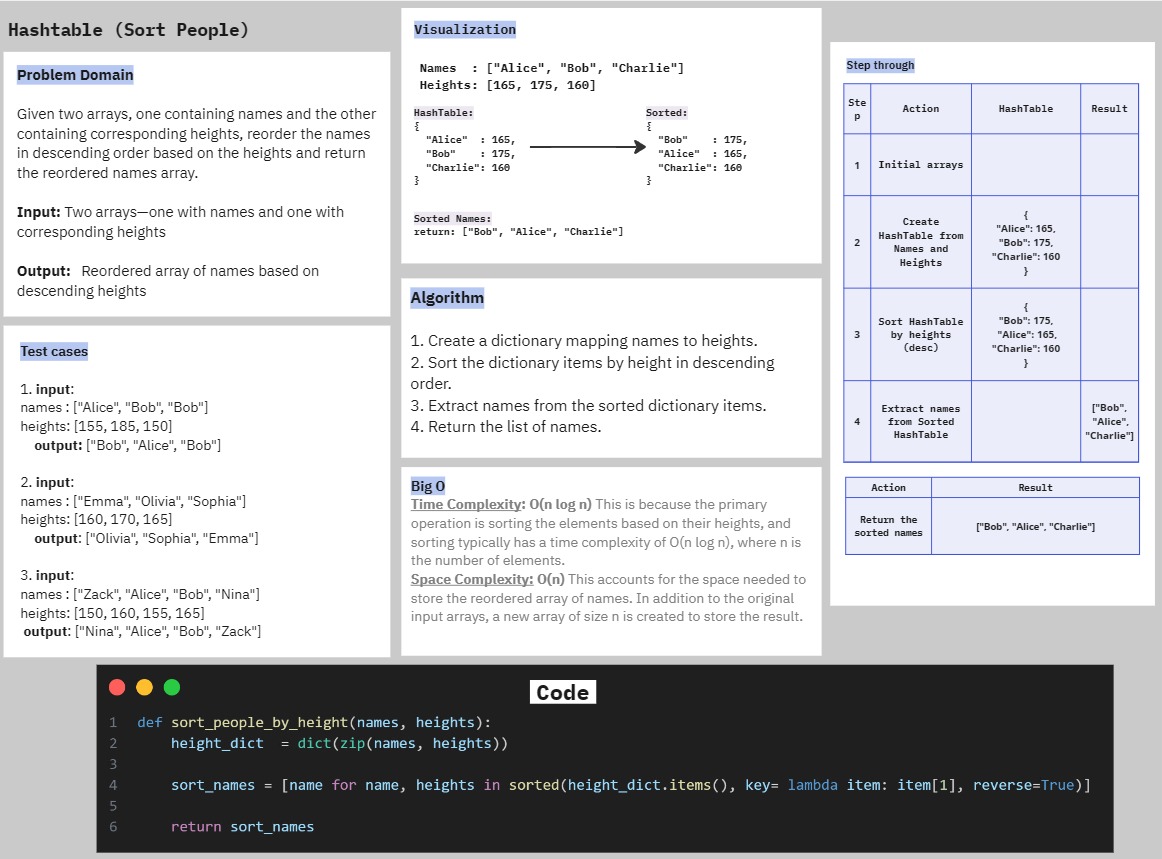 Hashtable (Sort People)
Problem Domain
Given two arrays, one containing names and the other
containing corresponding heights, reorder the names
in descending order based on the heights and return
the reordered names array.
Input: Two arrays—one with names and one with
corresponding heights
Output: Reordered array of names based on
descending heights
Test cases
1. input:
names : ["Alice", "Bob", "Bob"]
heights: [155, 185, 150]
output: ["Bob", "Alice", "Bob"]
2. input:
names : ["Emma", "Olivia", "Sophia"]
heights: [160, 170, 165]
output: ["Olivia", "Sophia", "Emma"]
3. input:
names : ["Zack", "Alice", "Bob", "Nina"]
heights: [150, 160, 155, 165]
output: ["Nina", "Alice", "Bob", "Zack"]
Visualization
Names : ["Alice", "Bob", "Charlie"]
Heights: [165, 175, 160]
HashTable:
{
"Alice" : 165,
"Bob" : 175,
"Charlie": 160
}
Sorted:
{
"Bob" : 175,
"Alice" : 165,
"Charlie": 160
}
Sorted Names:
return: ["Bob", "Alice", "Charlie"]
Algorithm
1. Create a dictionary mapping names to heights.
2. Sort the dictionary items by height in descending
order.
3. Extract names from the sorted dictionary items.
4. Return the list of names.
Big O
Time Complexity: O(n log n) This is because the primary
operation is sorting the elements based on their heights, and
sorting typically has a time complexity of O(n log n), where n is
the number of elements.
Space Complexity: O(n) This accounts for the space needed to
store the reordered array of names. In addition to the original
input arrays, a new array of size n is created to store the result.
Step through
Ste
p
Action
HashTable
Result
1
Initial arrays
2
Create
HashTable from
Names and
Heights
{
"Alice": 165,
"Bob": 175,
"Charlie": 160
}
3
Sort HashTable
by heights
(desc)
{
"Bob": 175,
"Alice": 165,
"Charlie": 160
}
4
Extract names
from Sorted
HashTable
["Bob",
"Alice",
"Charlie"]
Action
Result
Return the
sorted names
["Bob", "Alice", "Charlie"]
Code
1 def sort_people_by_height(names, heights):
2 height_dict = dict(zip(names, heights))
3
4 sort_names = [name for name, heights in sorted(height_dict.items(), key= lambda item: item[1], reverse=True)]
5
6 return sort_names